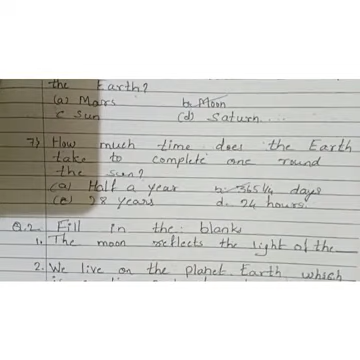 the Earth?
(a) Mars b. Moon
c Sun (d) Saturn...
7) How much time does the Earth
take to complete one round
the sun?
(a) Half a year b. 365 1/4 days
(c) 28 years d. 24 hours.
Q.2. Fill in the blanks
1. The moon reflects the light of the
2. We live on the planet Earth which